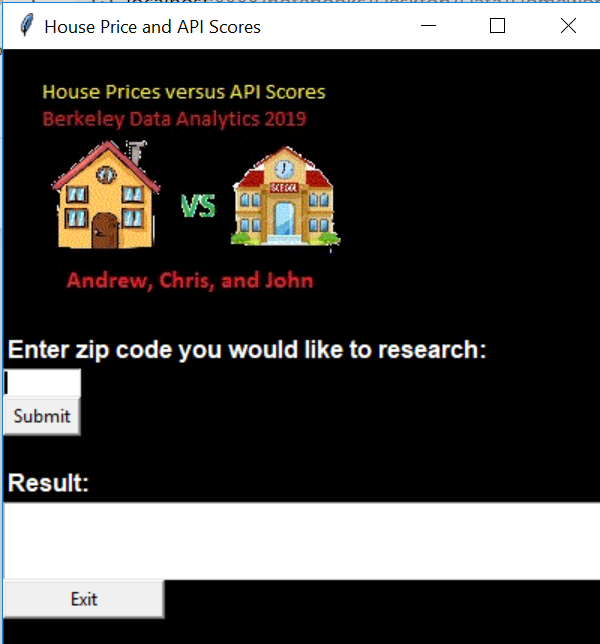 House Price and API Scores
House Prices versus API Scores
Berkeley Data Analytics 2019
SCHOOL
VS
Andrew, Chris, and John
Enter zip code you would like to research:
Submit
Result:
Exit